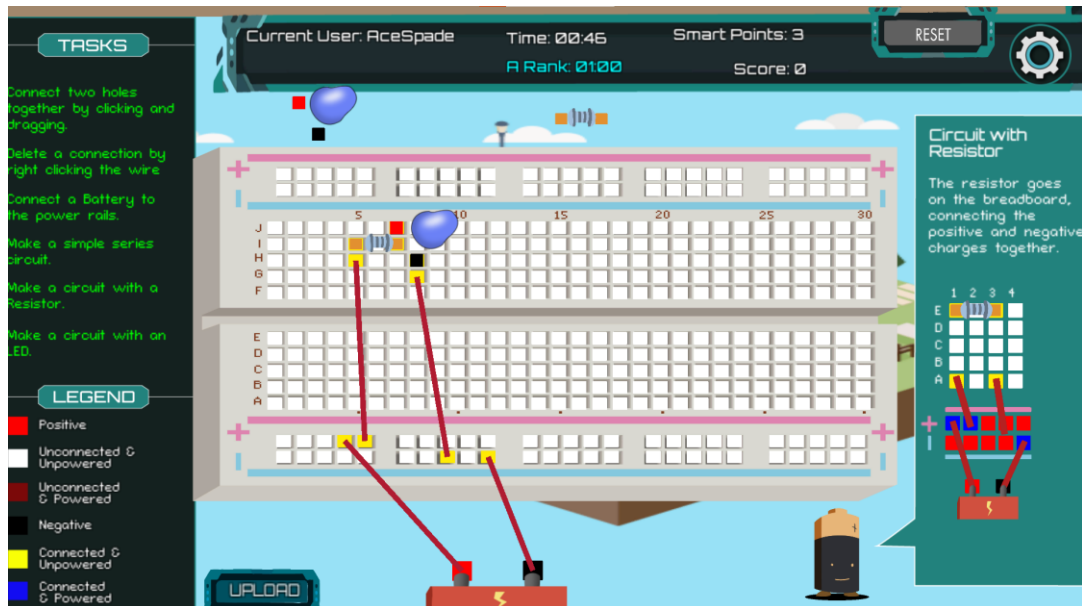 TASKS
Connect two holes
together by clicking and
dragging.
Delete a connection by
right clicking the wire
Connect a Battery to
the power rails.
Make a simple series
circuit.
Make a circuit with a
Resistor.
Make a circuit with an
LED.
LEGEND
Positive
Unconnected &
Unpowered
Unconnected
& Powered
Negative
Connected &
Unpowered
Connected
& Powered
Current User: AceSpade
Time: 00:46
Smart Points: 3
A Rank: 01:00
Score: 0
RESET
+ +
5 10 15 20 25 30
J
I
H
G
F
E
D
C
B
A
+ +
UPLOAD
Circuit with
Resistor
The resistor goes
on the breadboard,
connecting the
positive and negative
charges together.
1 2 3 4
E
D
C
B
A
+